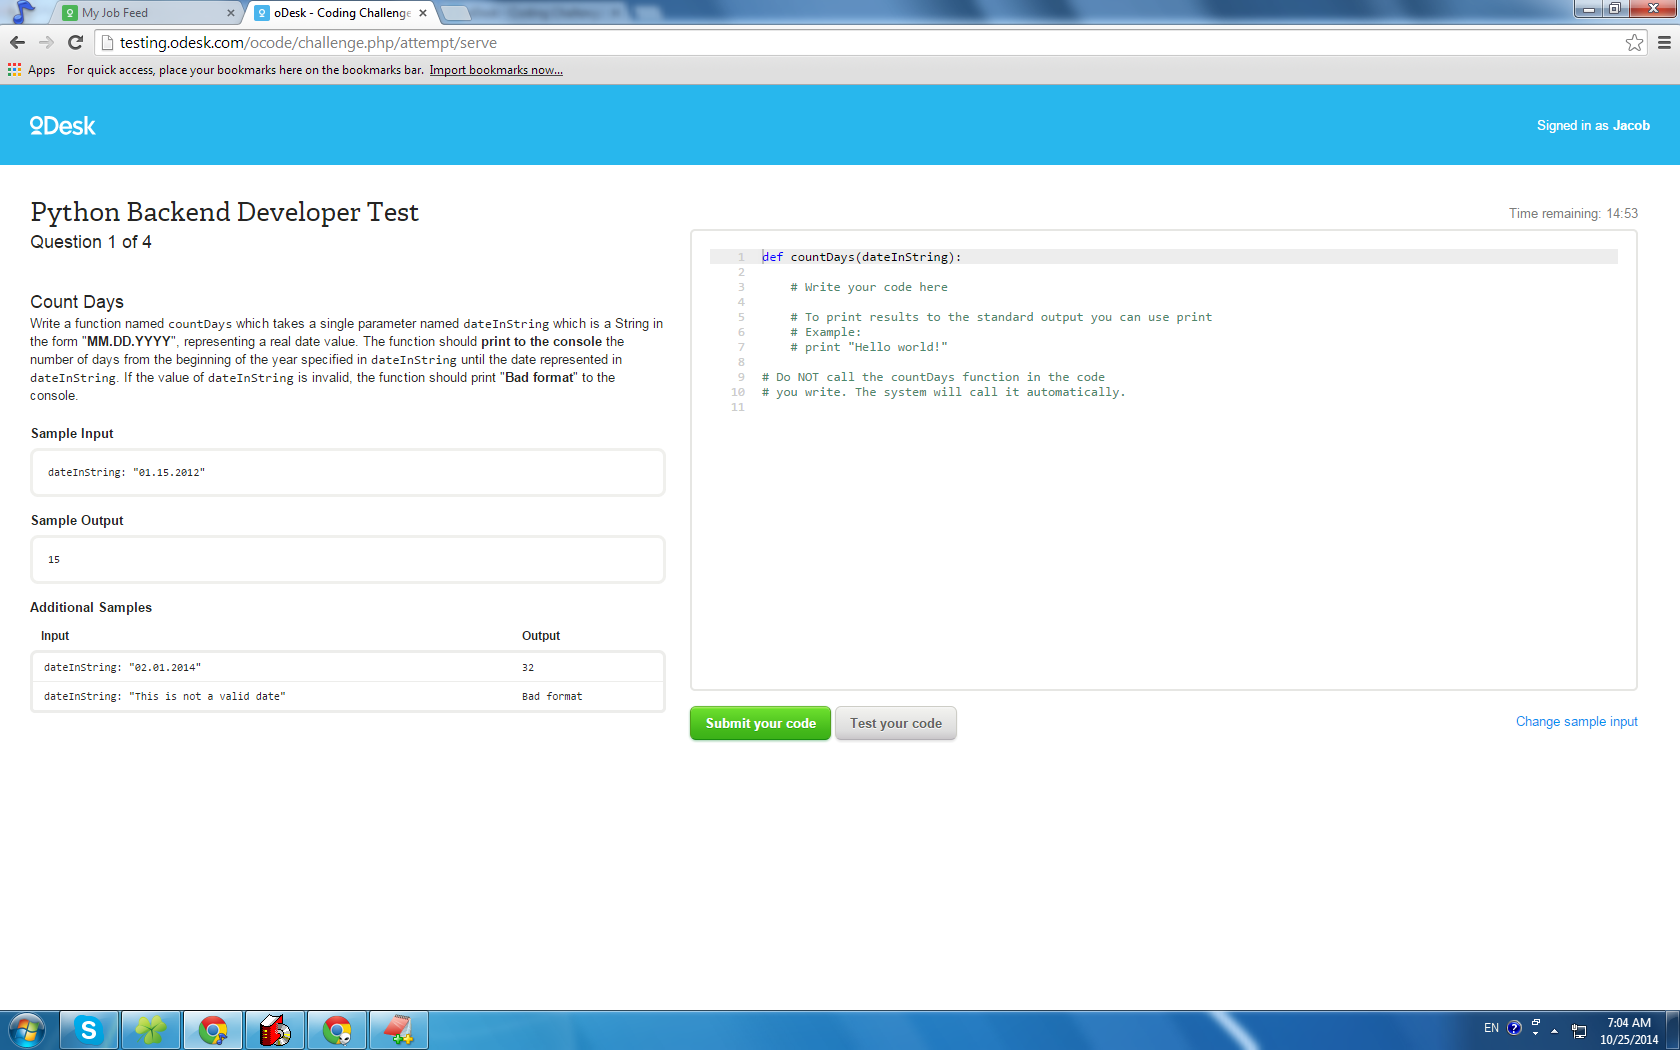 My Job Feed
oDesk - Coding Challenge
testing.odesk.com/ocode/challenge.php/attempt/serve
Apps For quick access, place your bookmarks here on the bookmarks bar. Import bookmarks now...
oDesk
Signed in as Jacob
Python Backend Developer Test
Question 1 of 4
Time remaining: 14:53
Count Days
Write a function named countDays which takes a single parameter named dateInString which is a String in
the form "MM.DD.YYYY", representing a real date value. The function should print to the console the
number of days from the beginning of the year specified in dateInString until the date represented in
dateInString. If the value of dateInString is invalid, the function should print "Bad format" to the
console.
Sample Input
dateInString: "01.15.2012"
Sample Output
15
Additional Samples
Input Output
dateInString: "02.01.2014" 32
dateInString: "This is not a valid date" Bad format
1 def countDays(dateInString):
2
3 # Write your code here
4
5 # To print results to the standard output you can use print
6 # Example:
7 # print "Hello world!"
8
9 # Do NOT call the countDays function in the code
10 # you write. The system will call it automatically.
11
Submit your code Test your code Change sample input
EN 7:04 AM
10/25/2014